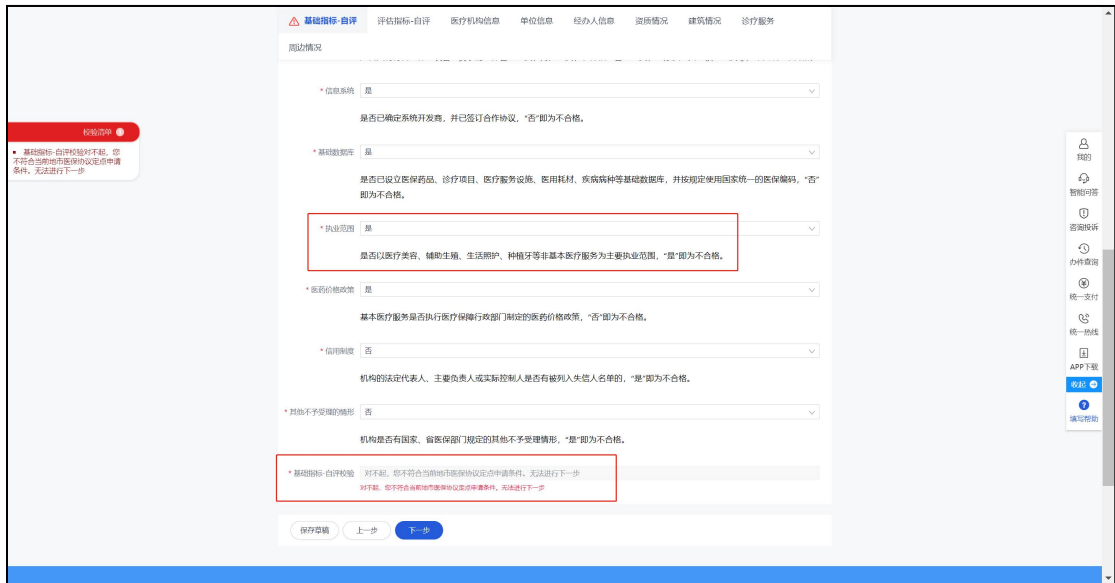 基础指标-自评 评估指标-自评 医疗机构信息 单位信息 经办人信息 资质情况 建筑情况 诊疗服务
周边情况
* 信息系统 是
是否已确定系统开发商，并已签订合作协议，“否”即为不合格。
校验清单
基础指标-自评校验对不起，您
不符合当前地市医保协议定点申请
条件。无法进行下一步
* 基础数据库 是
是否已设立医保药品、诊疗项目、医疗服务设施、医用耗材、疾病病种等基础数据库，并按规定使用国家统一的医保编码，“否”
即为不合格。
* 执业范围 是
是否以医疗美容、辅助生殖、生活照护、种植牙等非基本医疗服务为主要执业范围，“是”即为不合格。
* 医药价格政策 是
基本医疗服务是否执行医疗保障行政部门制定的医药价格政策，“否”即为不合格。
* 信用制度 否
机构的法定代表人、主要负责人或实际控制人是否有被列入失信人名单的，“是”即为不合格。
* 其他不予受理的情形 否
机构是否有国家、省医保部门规定的其他不予受理情形，“是”即为不合格。
* 基础指标-自评校验 对不起，您不符合当前地市医保协议定点申请条件。无法进行下一步
对不起，您不符合当前地市医保协议定点申请条件。无法进行下一步
保存草稿 上一步 下一步
我的
智能问答
咨询投诉
办件查询
统一支付
统一热线
APP下载
收起
填写帮助